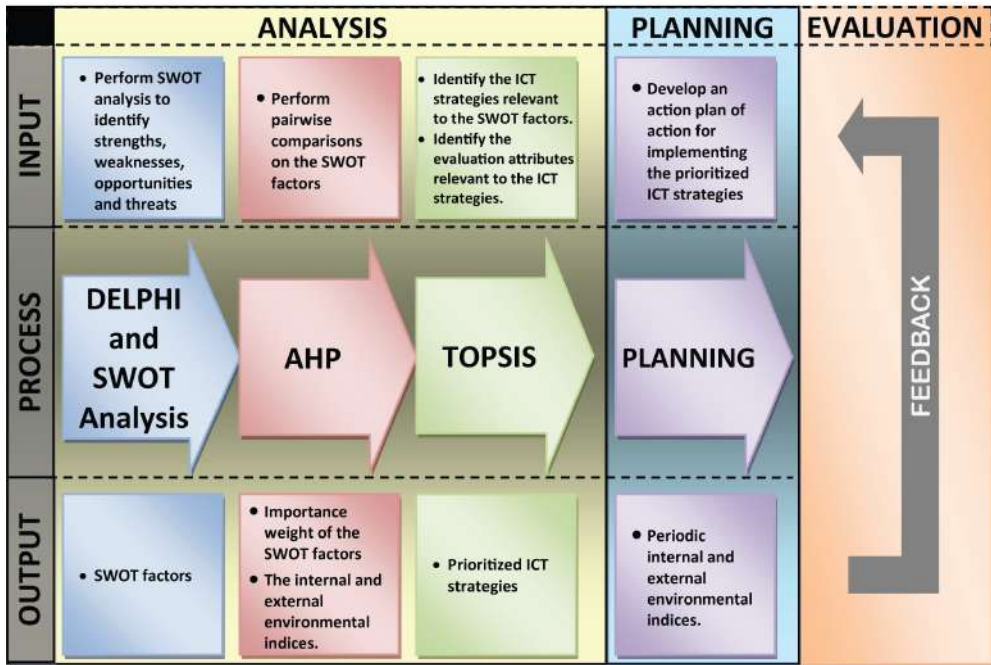 ANALYSIS
PLANNING
EVALUATION
INPUT
• Perform SWOT
analysis to
identify
strengths,
weaknesses,
opportunities
and threats
• Perform
pairwise
comparisons
on the SWOT
factors
• Identify the ICT
strategies relevant
to the SWOT factors.
• Identify the
evaluation attributes
relevant to the ICT
strategies.
• Develop an
action plan of
action for
implementing
the prioritized
ICT strategies
PROCESS
DELPHI
and
SWOT
Analysis
AHP
TOPSIS
PLANNING
FEEDBACK
OUTPUT
• SWOT factors
• Importance
weight of the
SWOT factors
• The internal and
external
environmental
indices.
• Prioritized ICT
strategies
• Periodic
internal and
external
environmental
indices.